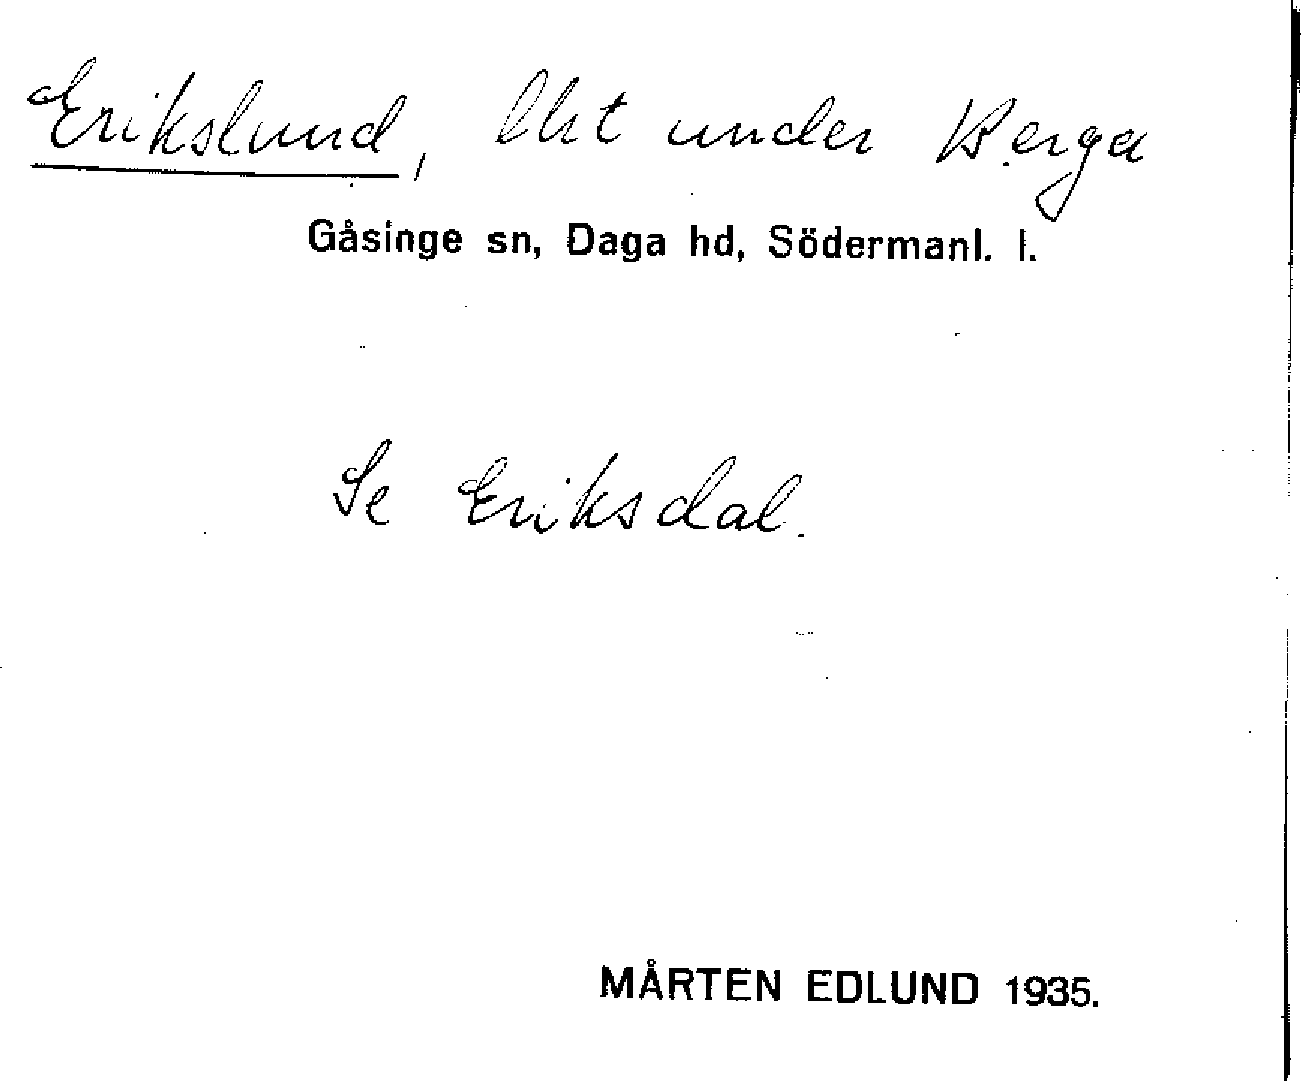 Erikslund, lht under Berga
Gåsinge sn, Daga hd, Södermanl. l.
Se Eriksdal.
MÅRTEN EDLUND 1935.